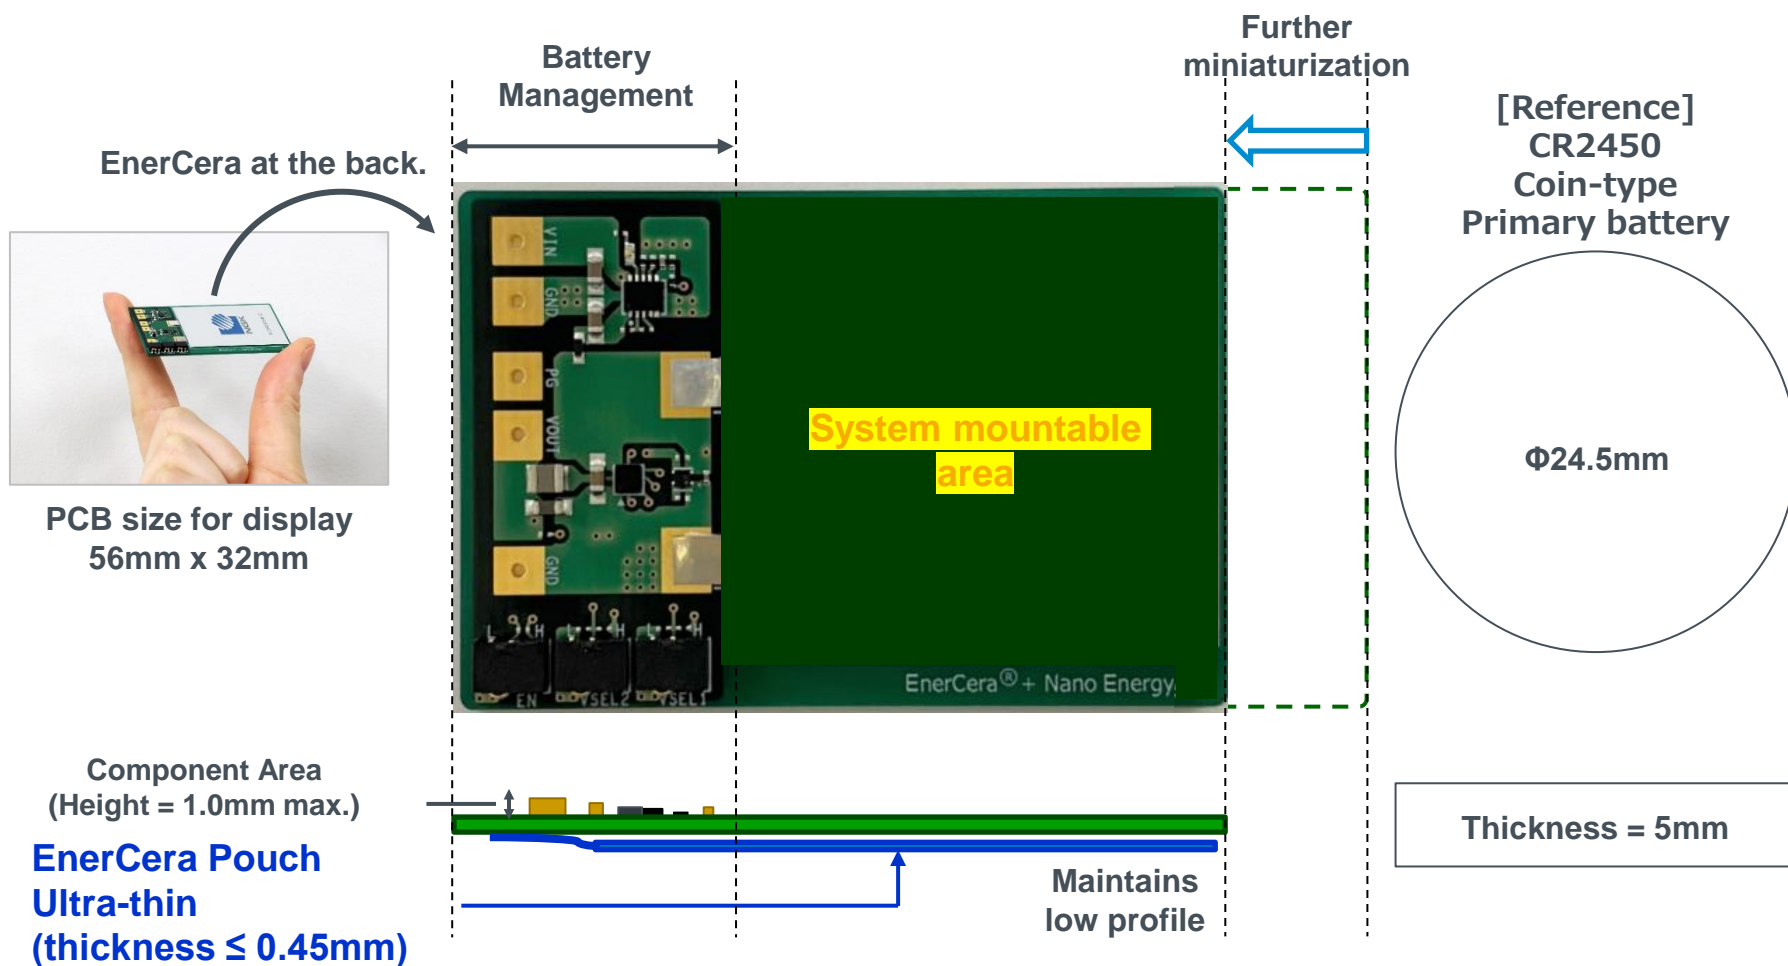 Further
miniaturization
Battery
Management
[Reference]
CR2450
Coin-type
Primary battery
EnerCera at the back.
VIN
GND
PG
VOUT
GND
NGK
System mountable
area
Φ24.5mm
PCB size for display
56mm x 32mm
L H L H L H
EN VSEL2 VSEL1
EnerCera® + Nano Energy
Component Area
(Height = 1.0mm max.)
Thickness = 5mm
EnerCera Pouch
Ultra-thin
(thickness ≤ 0.45mm)
Maintains
low profile